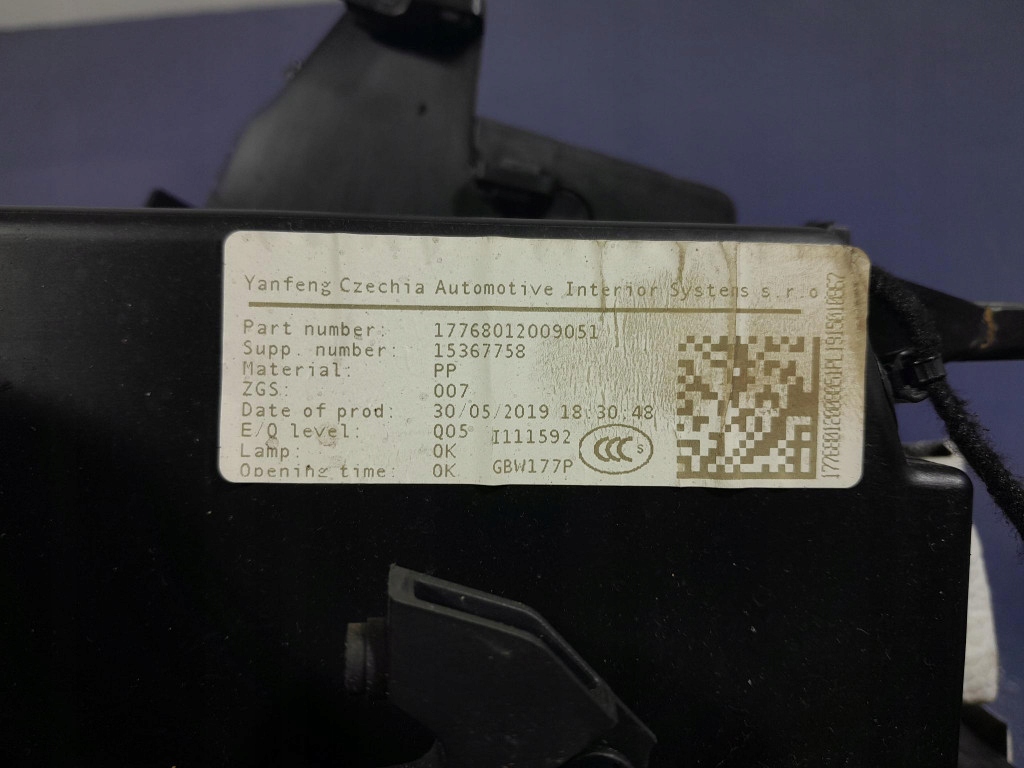 Yanfeng Czechia Automotive Interior Systems s.r.o
Part number: 17768012009051
Supp. number: 15367758
Material: PP
ZGS: 007
Date of prod: 30/05/2019 18:30:48
E/Q level: Q05 I111592
Lamp: OK
Opening time: OK GBW177P
CCC S